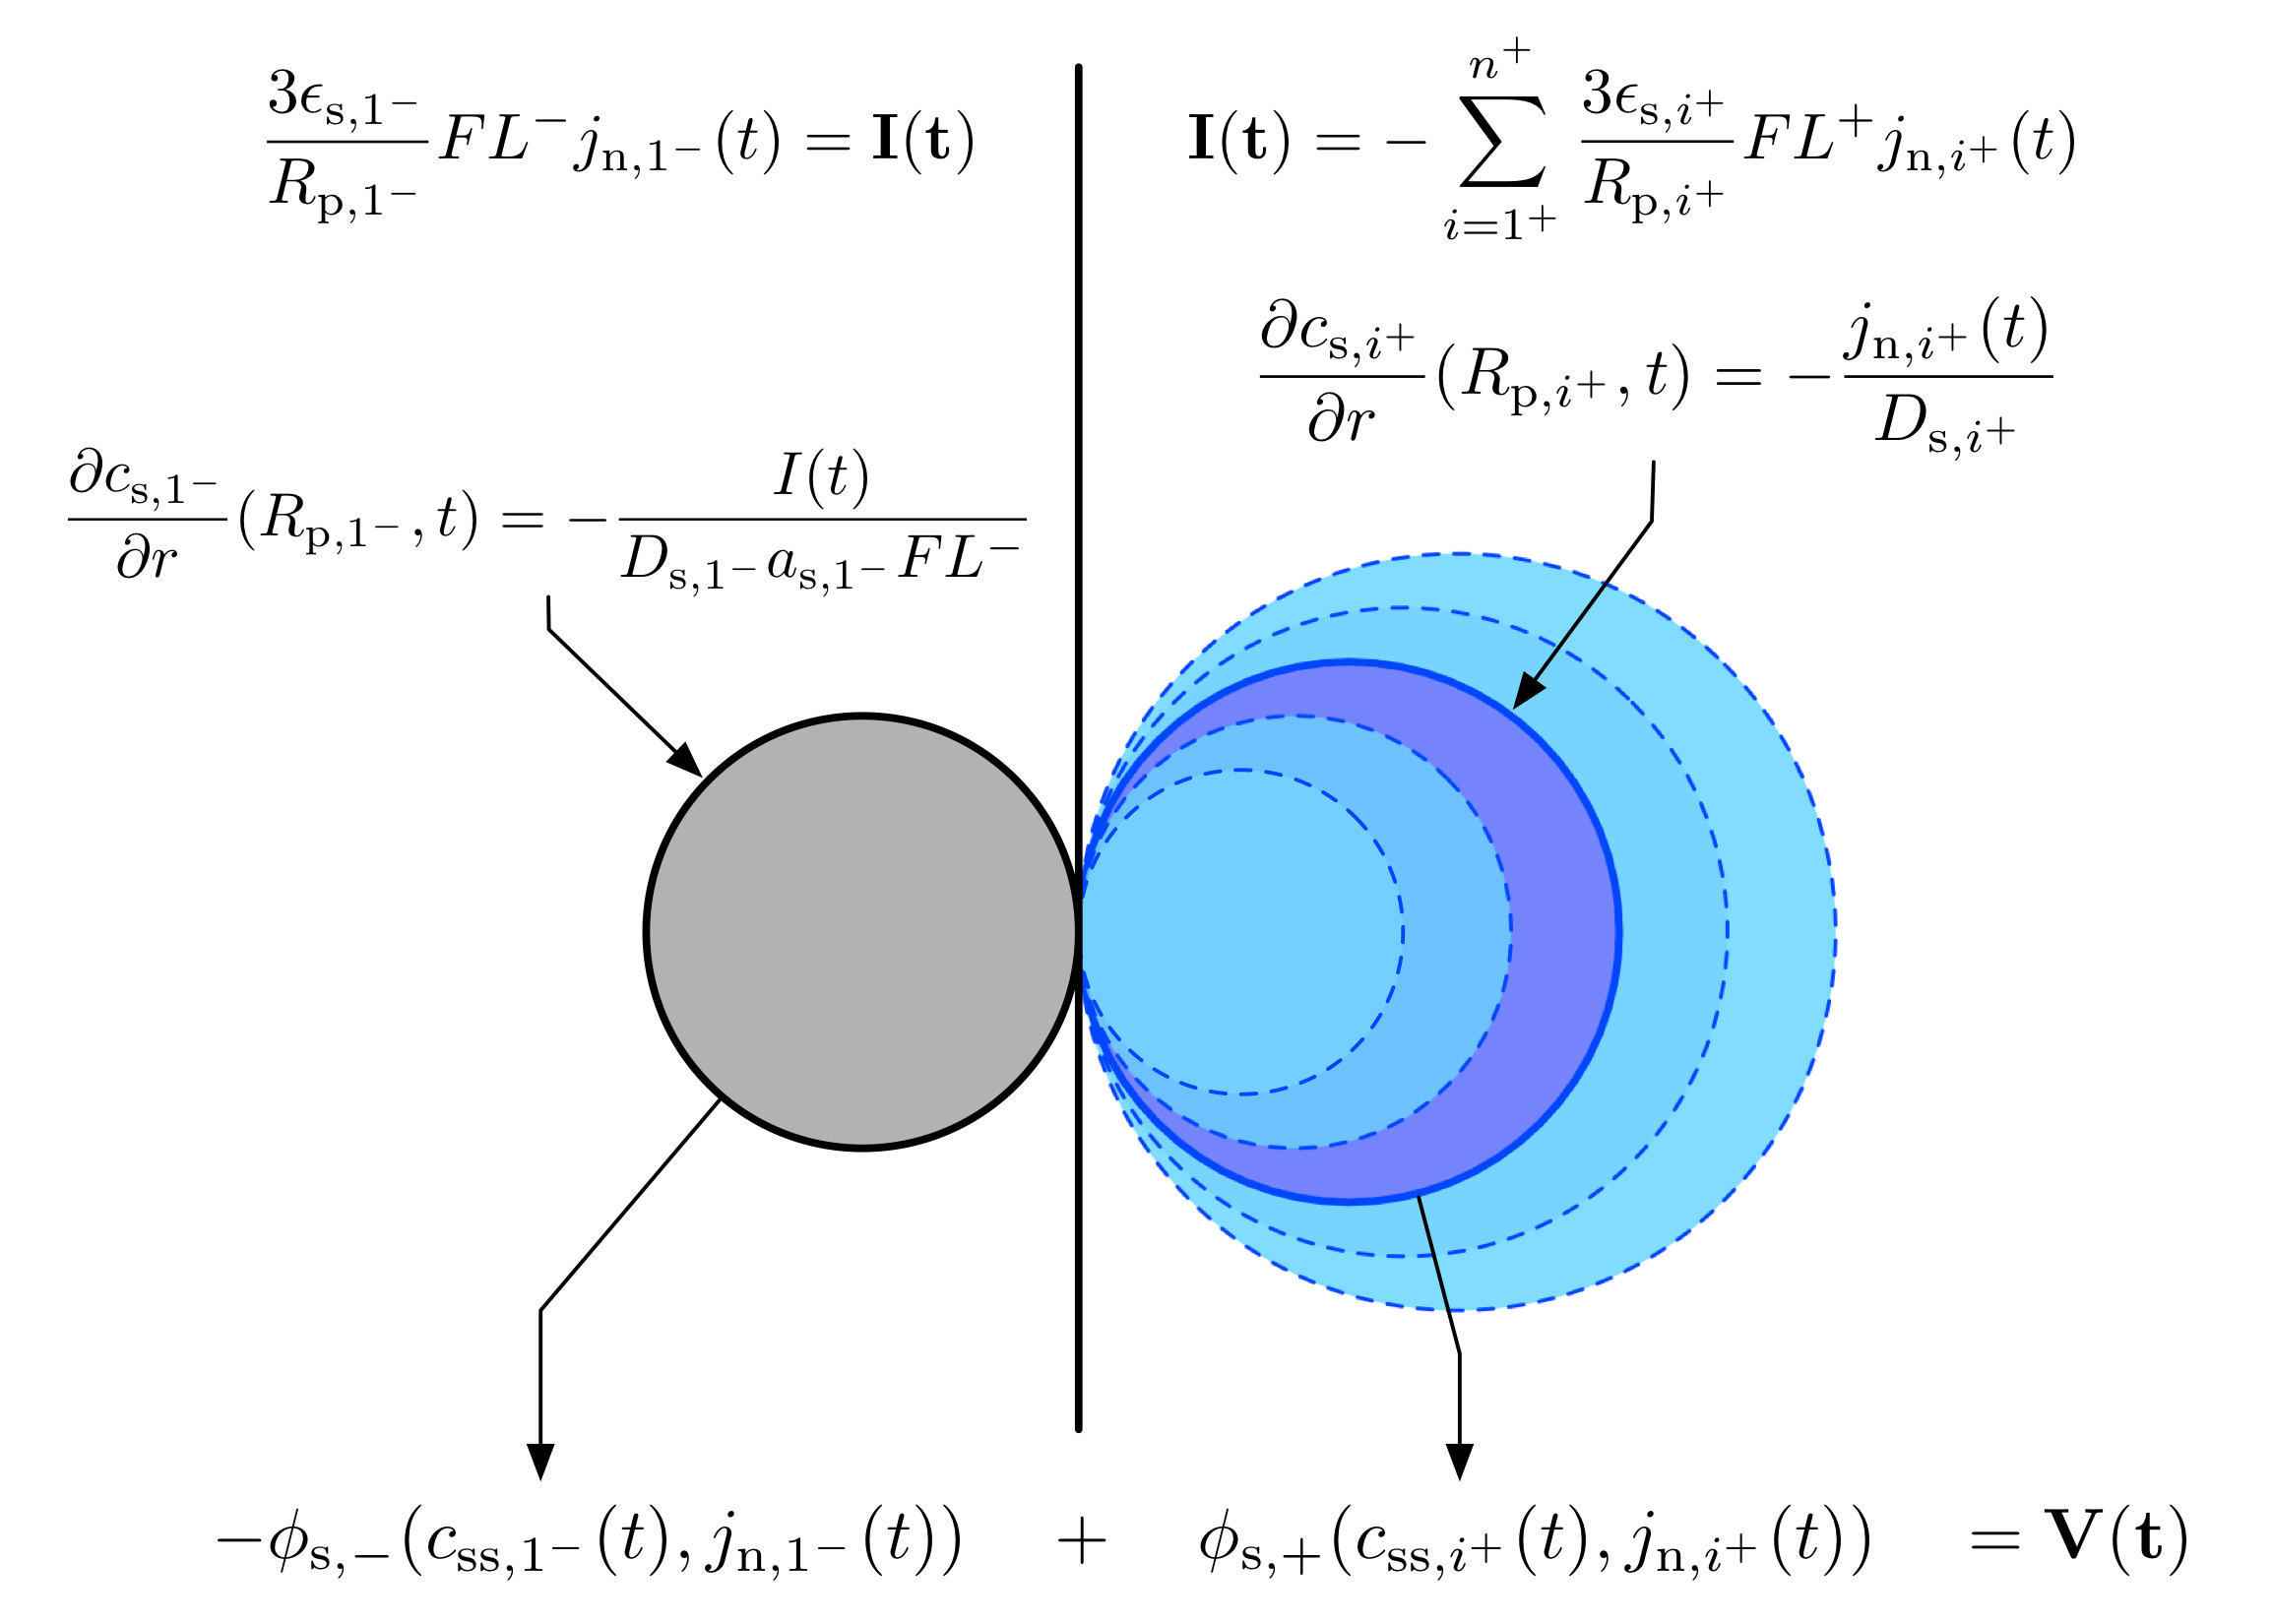 \frac{3\epsilon_{\mathrm{s},1^-}}{R_{\mathrm{p},1^-}} F L^- j_{\mathrm{n},1^-}(t) = \mathbf{I(t)}
\mathbf{I(t)} = -\sum_{i=1^+}^{n^+} \frac{3\epsilon_{\mathrm{s},i^+}}{R_{\mathrm{p},i^+}} F L^+ j_{\mathrm{n},i^+}(t)
\frac{\partial c_{\mathrm{s},i^+}}{\partial r}(R_{\mathrm{p},i^+}, t) = -\frac{j_{\mathrm{n},i^+}(t)}{D_{\mathrm{s},i^+}}
\frac{\partial c_{\mathrm{s},1^-}}{\partial r}(R_{\mathrm{p},1^-}, t) = -\frac{I(t)}{D_{\mathrm{s},1^-} a_{\mathrm{s},1^-} F L^-}
-\phi_{\mathrm{s},-}(c_{\mathrm{ss},1^-}(t), j_{\mathrm{n},1^-}(t)) + \phi_{\mathrm{s},+}(c_{\mathrm{ss},i^+}(t), j_{\mathrm{n},i^+}(t)) = \mathbf{V(t)}